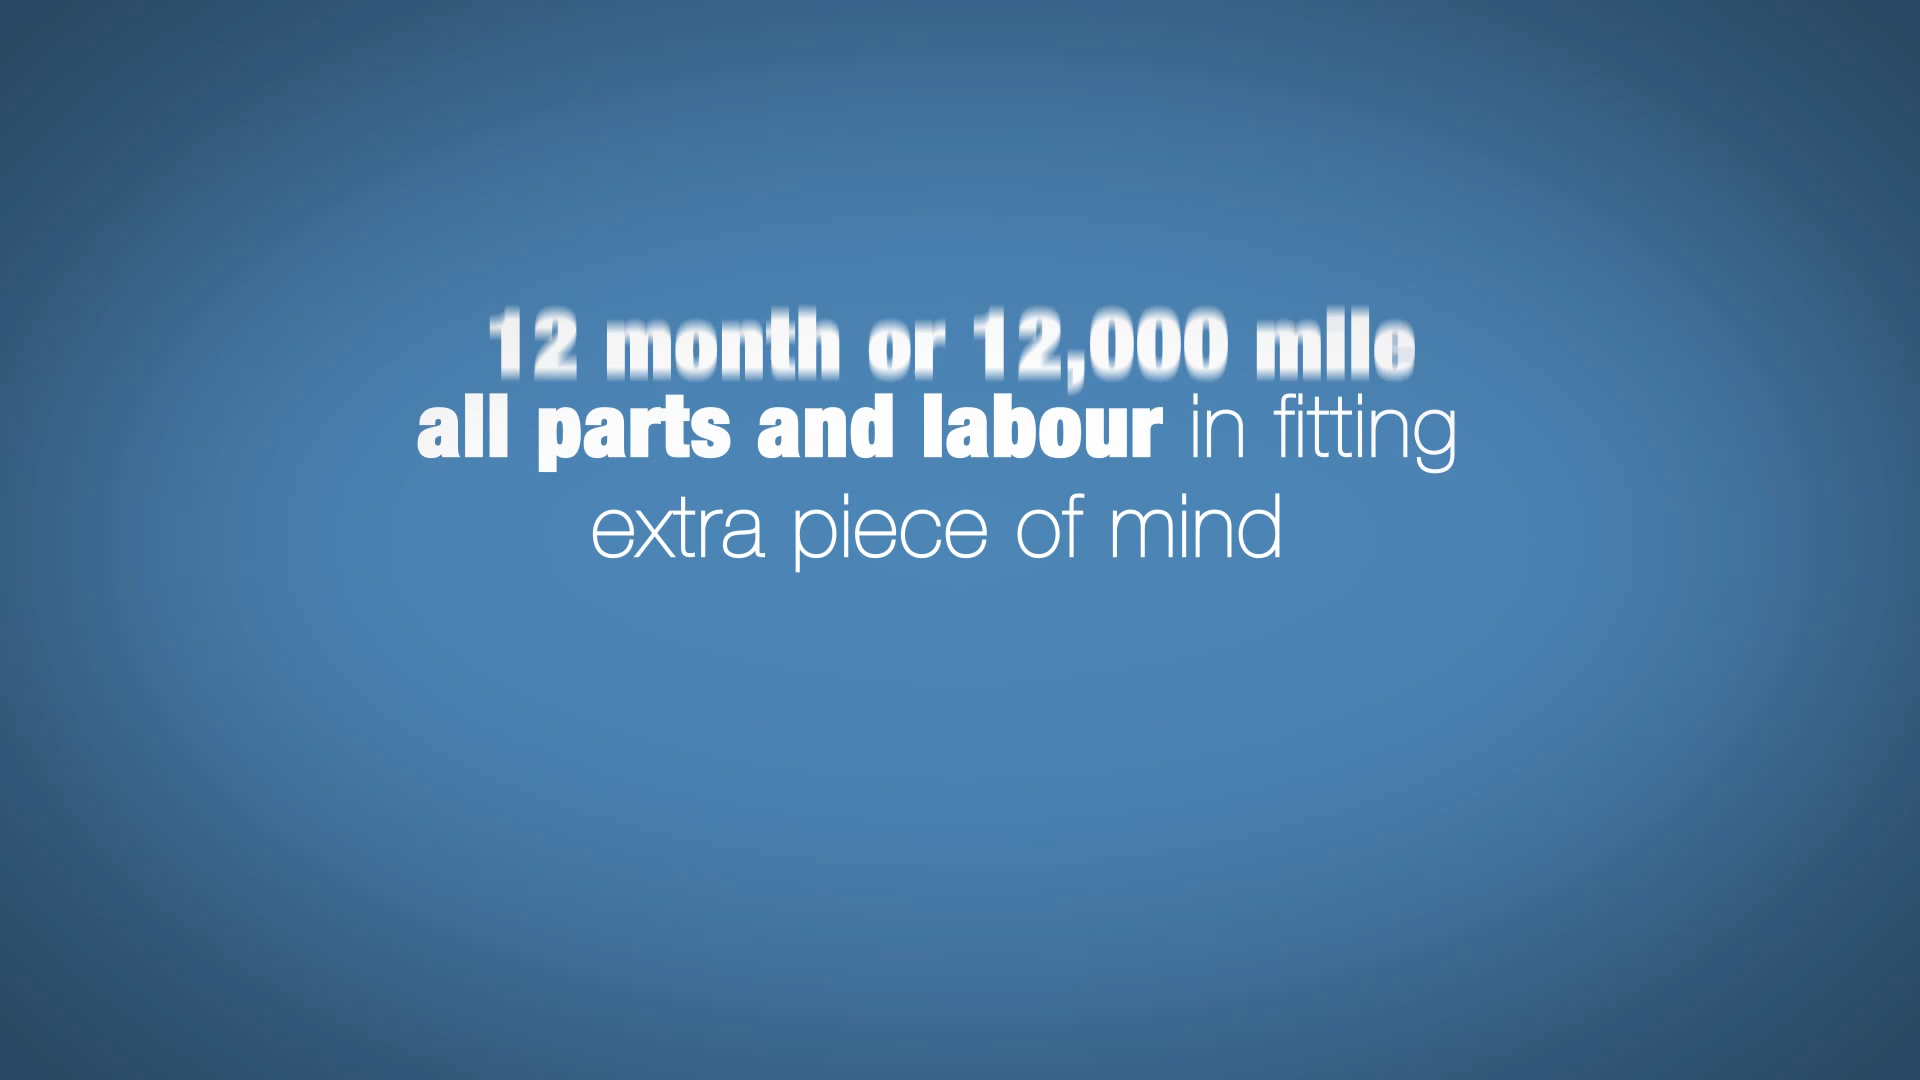 12 month or 12,000 mile
all parts and labour in fitting
extra piece of mind